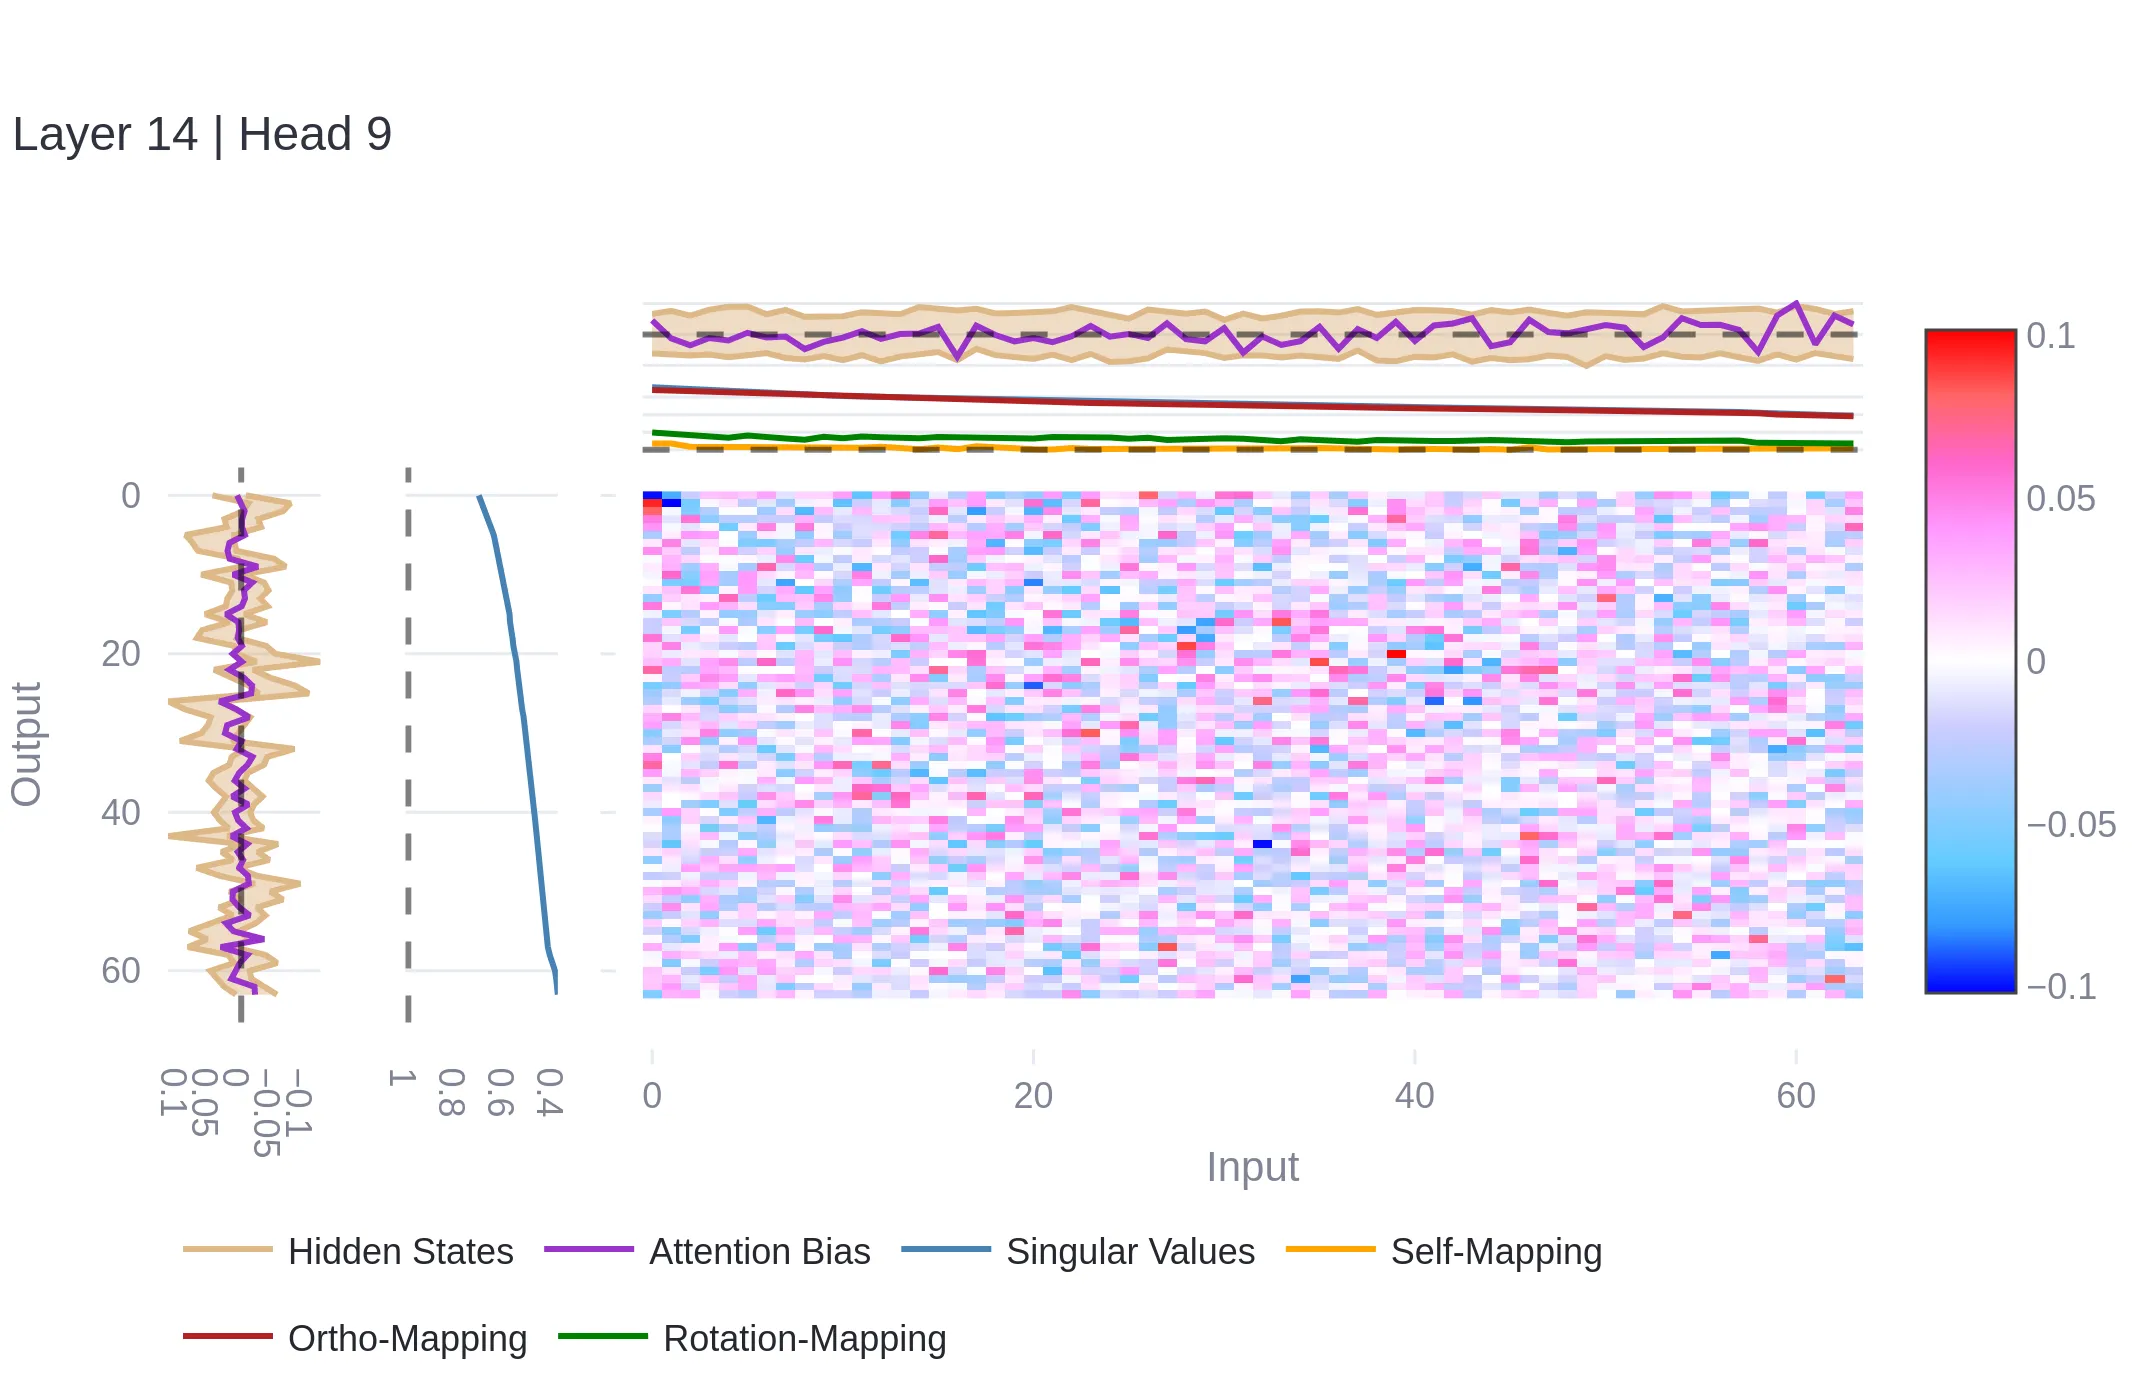 Layer 14 | Head 9
0
20
40
60
Output
0.1
0.05
0
−0.05
−0.1
1
0.8
0.6
0.4
0
20
40
60
Input
0.1
0.05
0
−0.05
−0.1
Hidden States
Attention Bias
Singular Values
Self-Mapping
Ortho-Mapping
Rotation-Mapping